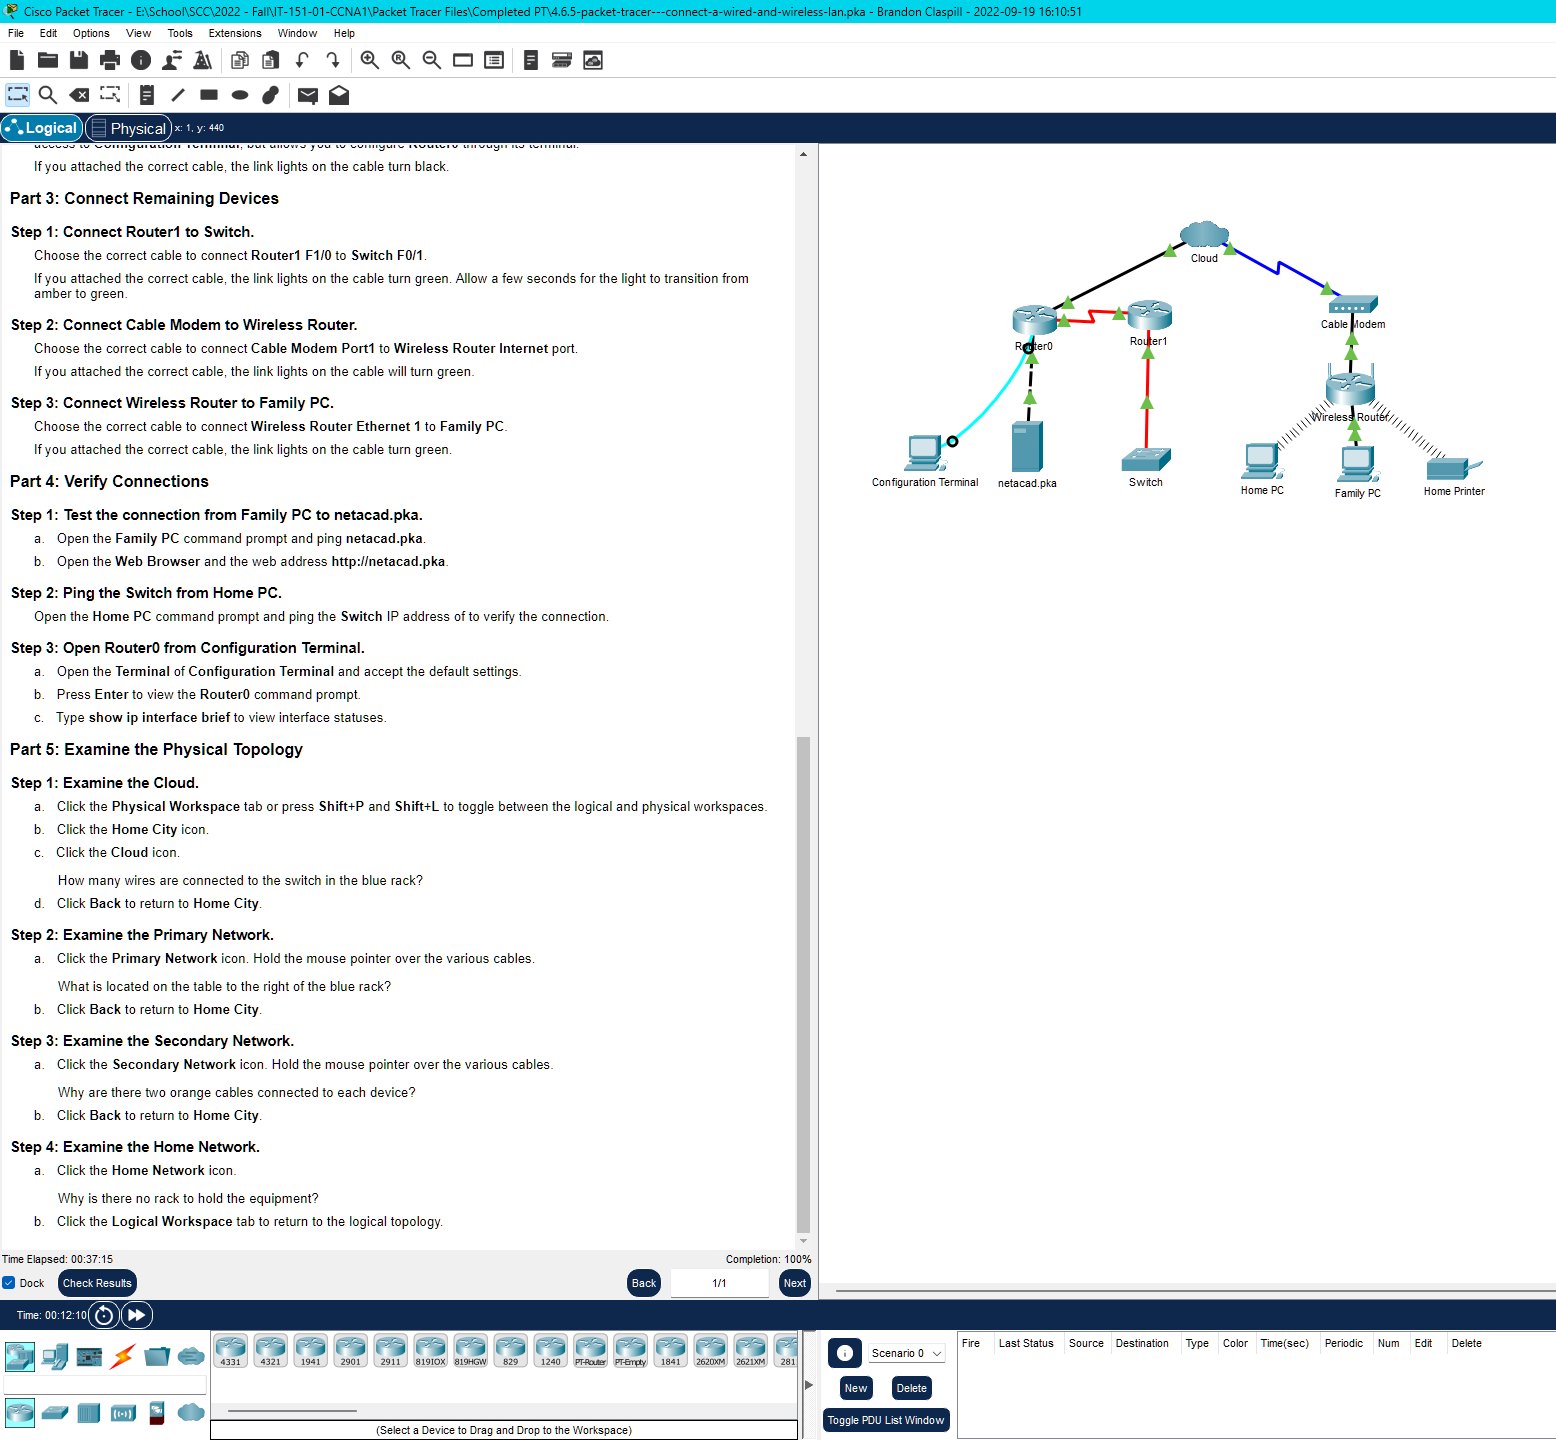 Cisco Packet Tracer - E:\School\SCC\2022 - Fall\IT-151-01-CCNA1\Packet Tracer Files\Completed PT\4.6.5-packet-tracer---connect-a-wired-and-wireless-lan.pka - Brandon Claspill - 2022-09-19 16:10:51
File Edit Options View Tools Extensions Window Help
Logical Physical x: 1, y: 440
access to Configuration Terminal, but allows you to configure Router0 through its terminal.
If you attached the correct cable, the link lights on the cable turn black.
Part 3: Connect Remaining Devices
Step 1: Connect Router1 to Switch.
Choose the correct cable to connect Router1 F1/0 to Switch F0/1.
If you attached the correct cable, the link lights on the cable turn green. Allow a few seconds for the light to transition from
amber to green.
Step 2: Connect Cable Modem to Wireless Router.
Choose the correct cable to connect Cable Modem Port1 to Wireless Router Internet port.
If you attached the correct cable, the link lights on the cable will turn green.
Step 3: Connect Wireless Router to Family PC.
Choose the correct cable to connect Wireless Router Ethernet 1 to Family PC.
If you attached the correct cable, the link lights on the cable turn green.
Part 4: Verify Connections
Step 1: Test the connection from Family PC to netacad.pka.
a. Open the Family PC command prompt and ping netacad.pka.
b. Open the Web Browser and the web address http://netacad.pka.
Step 2: Ping the Switch from Home PC.
Open the Home PC command prompt and ping the Switch IP address of to verify the connection.
Step 3: Open Router0 from Configuration Terminal.
a. Open the Terminal of Configuration Terminal and accept the default settings.
b. Press Enter to view the Router0 command prompt.
c. Type show ip interface brief to view interface statuses.
Part 5: Examine the Physical Topology
Step 1: Examine the Cloud.
a. Click the Physical Workspace tab or press Shift+P and Shift+L to toggle between the logical and physical workspaces.
b. Click the Home City icon.
c. Click the Cloud icon.
How many wires are connected to the switch in the blue rack?
d. Click Back to return to Home City.
Step 2: Examine the Primary Network.
a. Click the Primary Network icon. Hold the mouse pointer over the various cables.
What is located on the table to the right of the blue rack?
b. Click Back to return to Home City.
Step 3: Examine the Secondary Network.
a. Click the Secondary Network icon. Hold the mouse pointer over the various cables.
Why are there two orange cables connected to each device?
b. Click Back to return to Home City.
Step 4: Examine the Home Network.
a. Click the Home Network icon.
Why is there no rack to hold the equipment?
b. Click the Logical Workspace tab to return to the logical topology.
Time Elapsed: 00:37:15 Completion: 100%
Dock Check Results Back 1/1 Next
Cloud
Cable Modem
Router0 Router1
Wireless Router
Configuration Terminal netacad.pka Switch Home PC Family PC Home Printer
Time: 00:12:10
4331 4321 1941 2901 2911 819IOX 819HGW 829 1240 PT-Router PT-Empty 1841 2620XM 2621XM 281
(Select a Device to Drag and Drop to the Workspace)
Scenario 0
New Delete
Toggle PDU List Window
Fire Last Status Source Destination Type Color Time(sec) Periodic Num Edit Delete